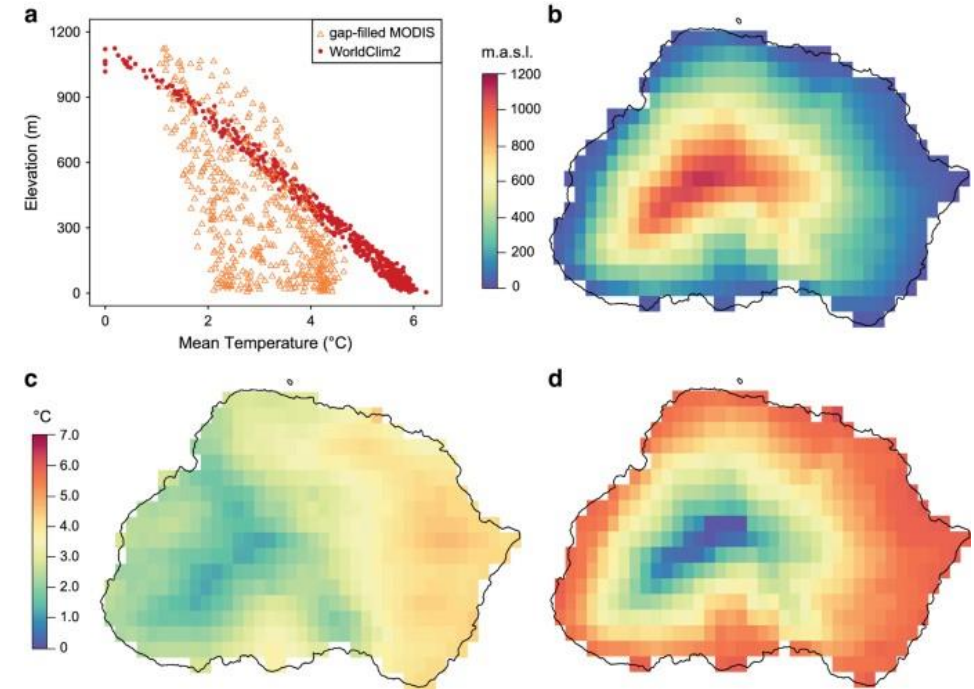 a
gap-filled MODIS
WorldClim2
1200
900
600
300
0
Elevation (m)
0 2 4 6
Mean Temperature (°C)
b
m.a.s.l.
1200
1000
800
600
400
200
0
c
°C
7.0
6.0
5.0
4.0
3.0
2.0
1.0
0
d